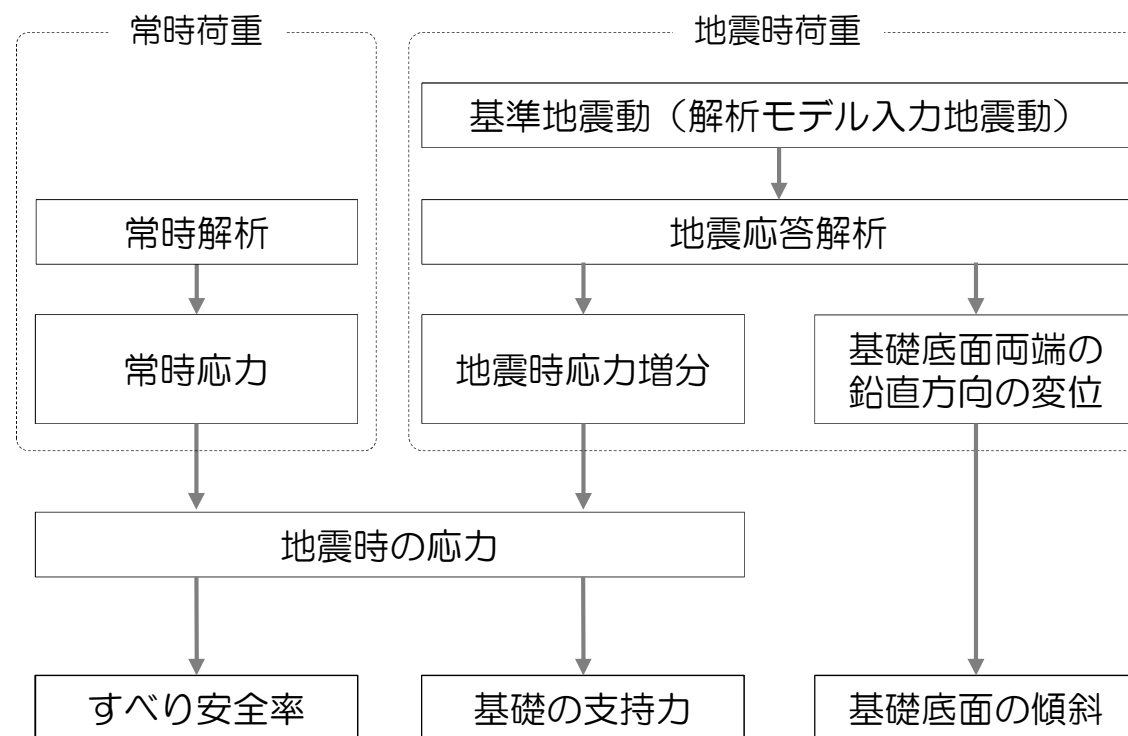 常時荷重
地震時荷重
基準地震動（解析モデル入力地震動）
常時解析
地震応答解析
常時応力
地震時応力増分
基礎底面両端の
鉛直方向の変位
地震時の応力
すべり安全率
基礎の支持力
基礎底面の傾斜